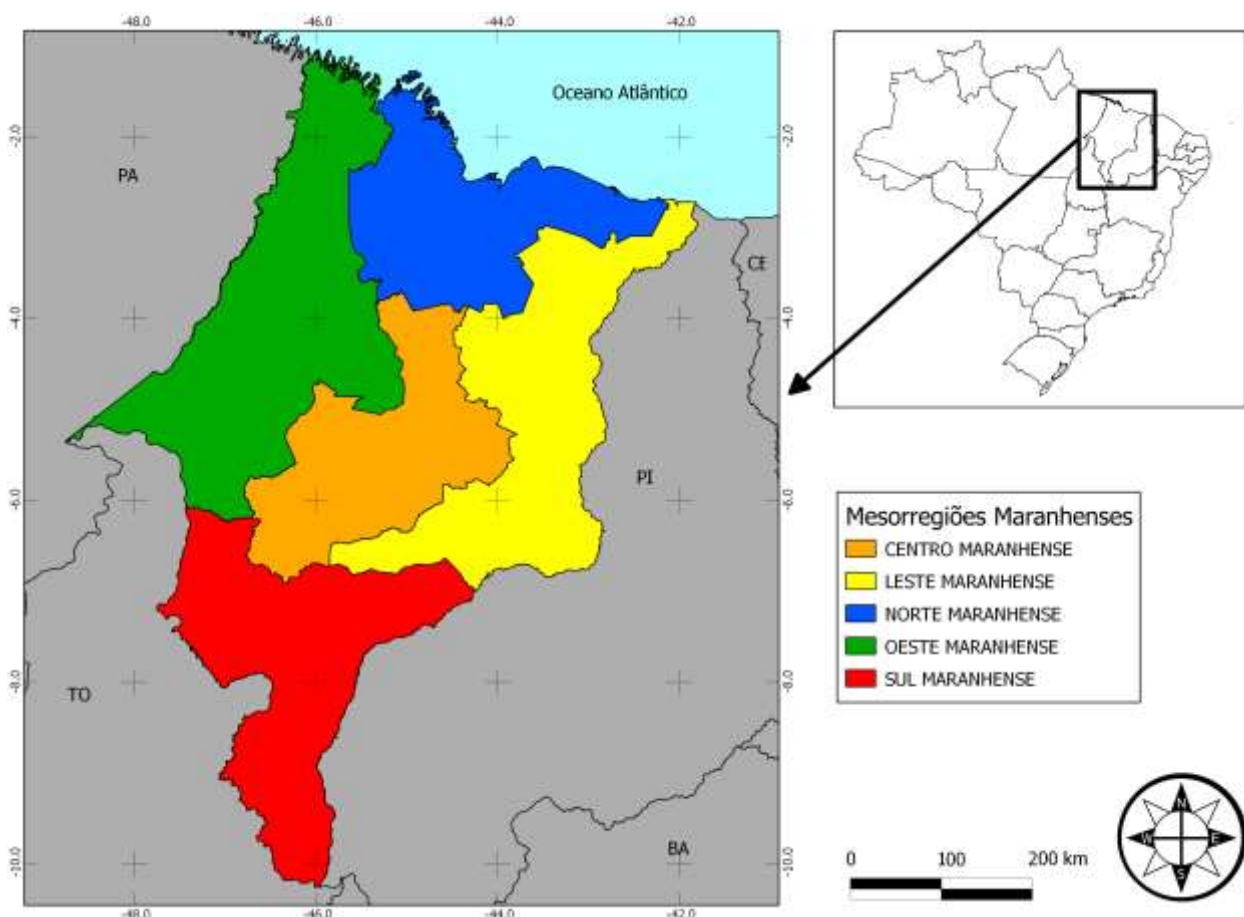 -48.0
-46.0
-44.0
-42.0
Oceano Atlântico
-2.0
-2.0
PA
CE
-4.0
-4.0
PI
-6.0
-6.0
TO
-8.0
-8.0
BA
-10.0
-10.0
-48.0
-46.0
-44.0
-42.0
Mesorregiões Maranhenses
CENTRO MARANHENSE
LESTE MARANHENSE
NORTE MARANHENSE
OESTE MARANHENSE
SUL MARANHENSE
0 100 200 km
N
W E
S